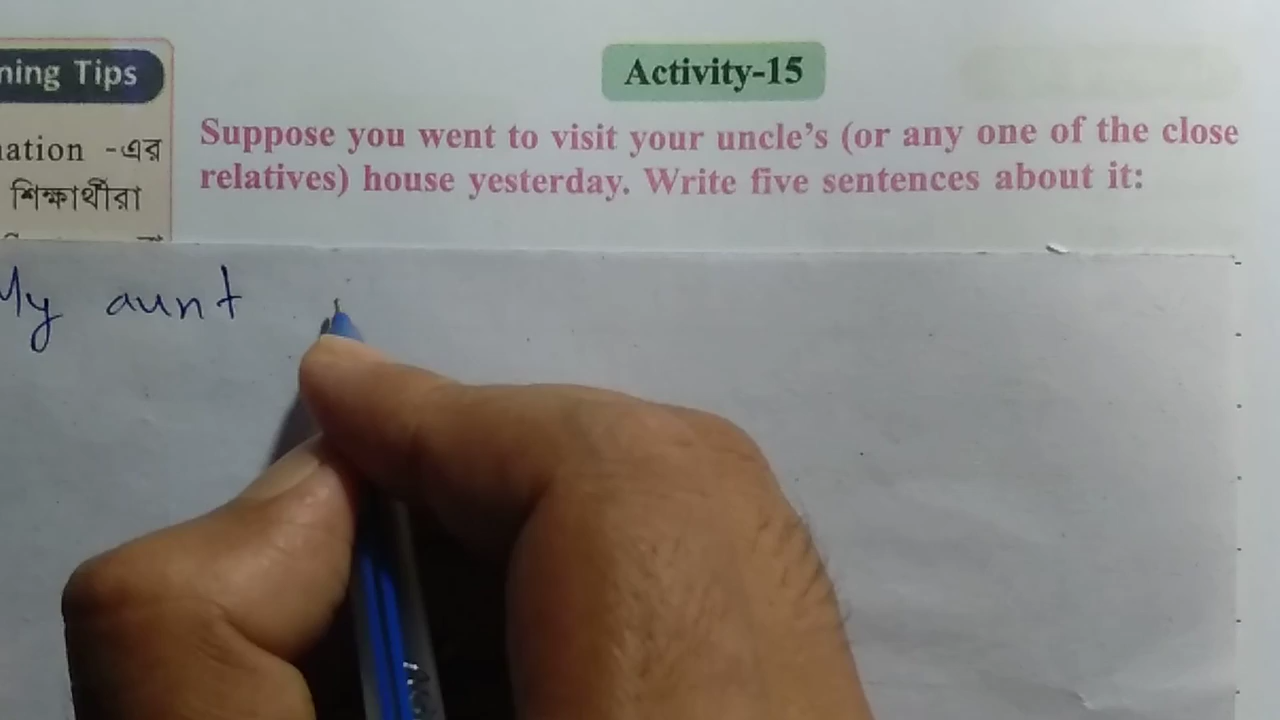 ning Tips
Activity-15
nation -এর
শিক্ষার্থীরা
Suppose you went to visit your uncle's (or any one of the close
relatives) house yesterday. Write five sentences about it:
My aunt